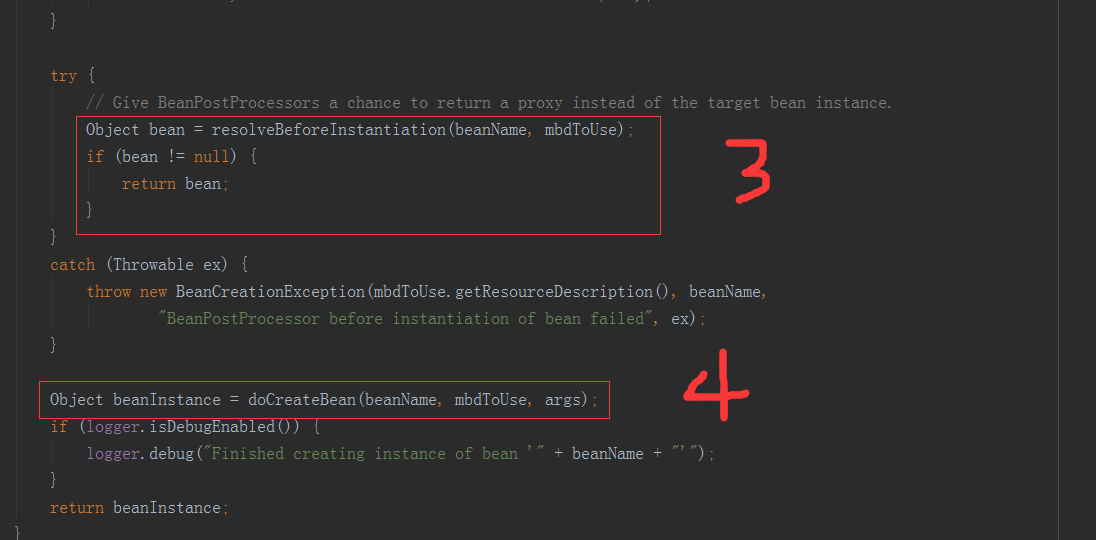 }
try {
// Give BeanPostProcessors a chance to return a proxy instead of the target bean instance.
Object bean = resolveBeforeInstantiation(beanName, mbdToUse);
if (bean != null) {
return bean;
}
3
}
catch (Throwable ex) {
throw new BeanCreationException(mbdToUse.getResourceDescription(), beanName,
"BeanPostProcessor before instantiation of bean failed", ex);
}
Object beanInstance = doCreateBean(beanName, mbdToUse, args);
4
if (logger.isDebugEnabled()) {
logger.debug("Finished creating instance of bean '" + beanName + "'");
}
return beanInstance;
}